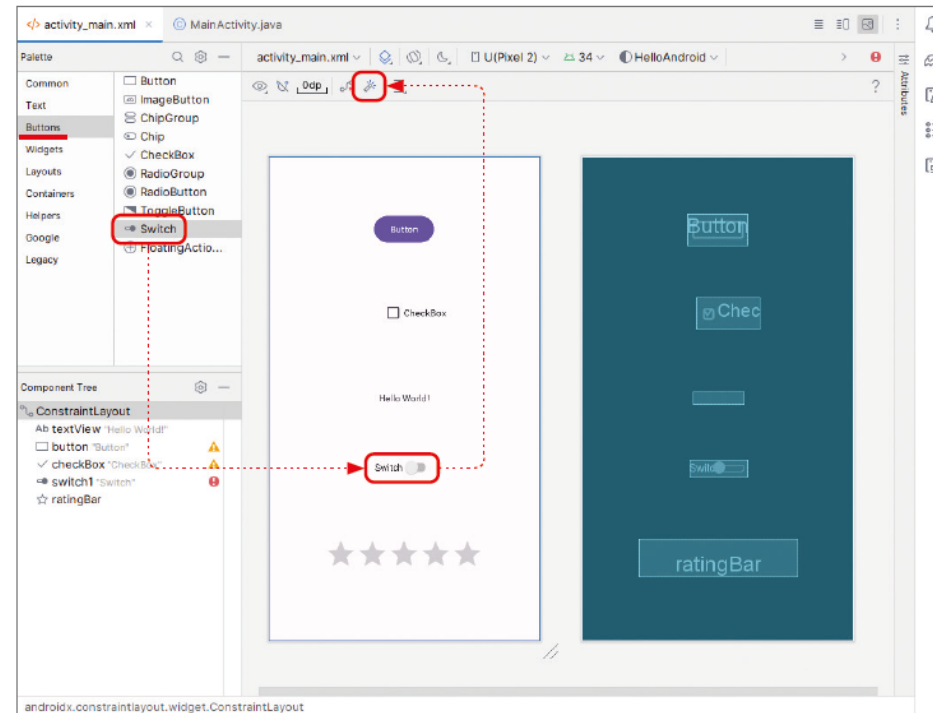 activity_main.xml
MainActivity.java
Palette
activity_main.xml
U(Pixel 2)
34
HelloAndroid
Attributes
0dp
?
Common
Text
Buttons
Widgets
Layouts
Containers
Helpers
Google
Legacy
Button
ImageButton
ChipGroup
Chip
CheckBox
RadioGroup
RadioButton
ToggleButton
Switch
FloatingActio...
Button
CheckBox
Hello World!
Switch
Button
Chec
Switc
ratingBar
Component Tree
ConstraintLayout
Ab textView "Hello World!"
button "Button"
checkBox "CheckBox"
switch1 "Switch"
ratingBar
androidx.constraintlayout.widget.ConstraintLayout